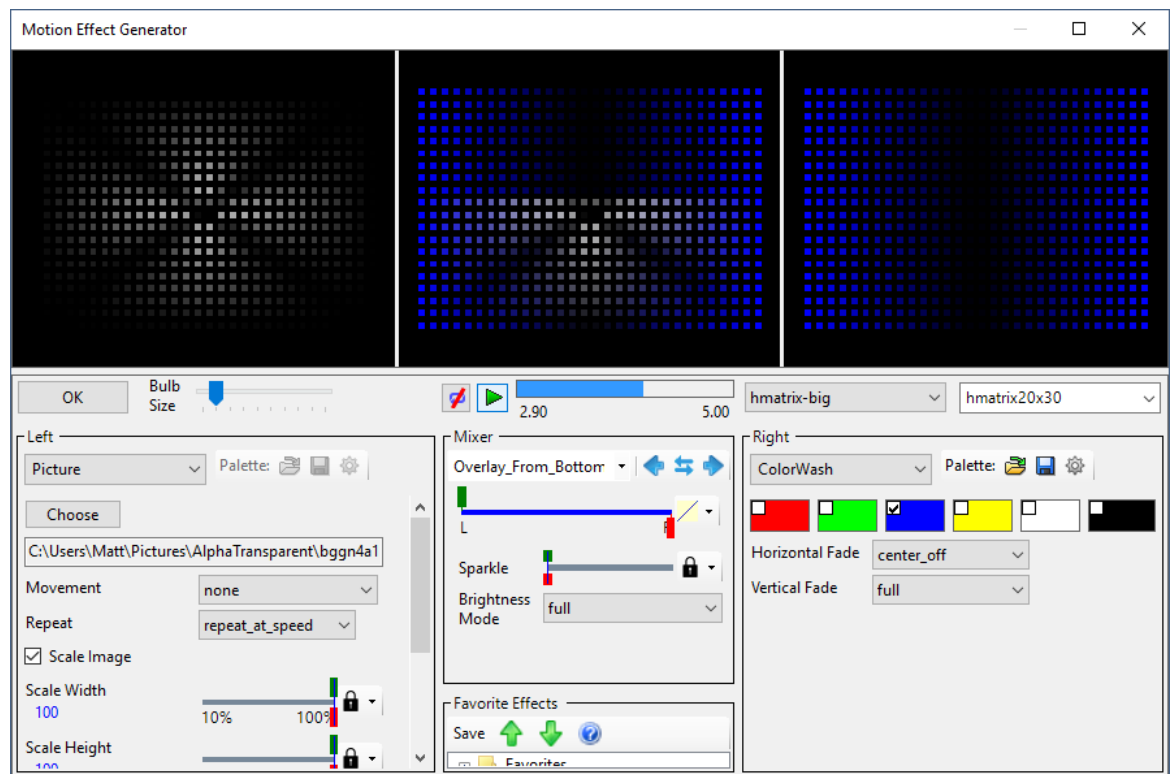 Motion Effect Generator
OK
Bulb
Size
2.90
5.00
hmatrix-big
hmatrix20x30
Left
Picture
Palette:
Choose
C:\Users\Matt\Pictures\AlphaTransparent\bggn4a1
Movement
none
Repeat
repeat_at_speed
Scale Image
Scale Width
100
10%
100%
Scale Height
100
Mixer
Overlay_From_Bottom
L
Sparkle
Brightness
Mode
full
Favorite Effects
Save
Favorites
Right
ColorWash
Palette:
Horizontal Fade
center_off
Vertical Fade
full